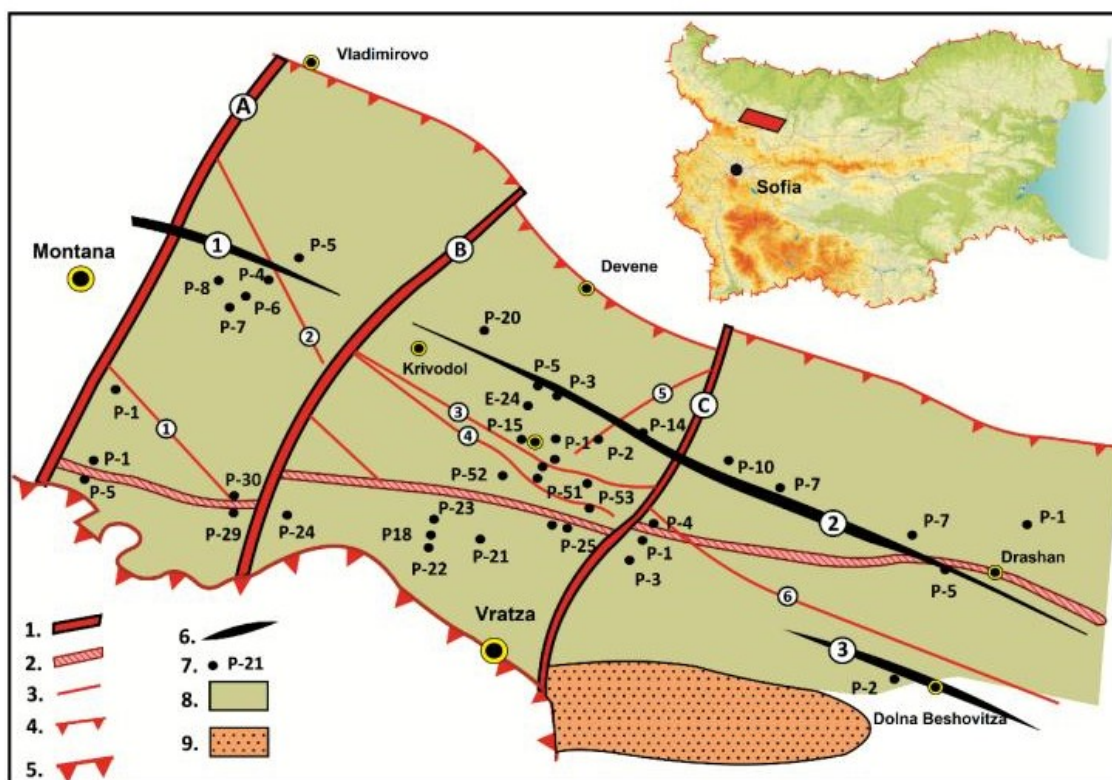 Vladimirovo
A
Sofia
Montana
1
P-5
B
P-8
P-4
P-6
P-7
Devene
2
P-20
Krivodol
P-5
P-3
E-24
5
C
P-1
1
3
4
P-15
P-1
P-2
P-14
P-10
P-7
P-1
P-5
P-30
P-52
P-51
P-53
2
P-29
P-24
P-23
P18
P-22
P-21
P-25
P-4
P-1
P-3
P-7
P-1
Drashan
P-5
6
Vratza
3
P-2
Dolna Beshovitza
1.
2.
3.
4.
5.
6.
7. P-21
8.
9.